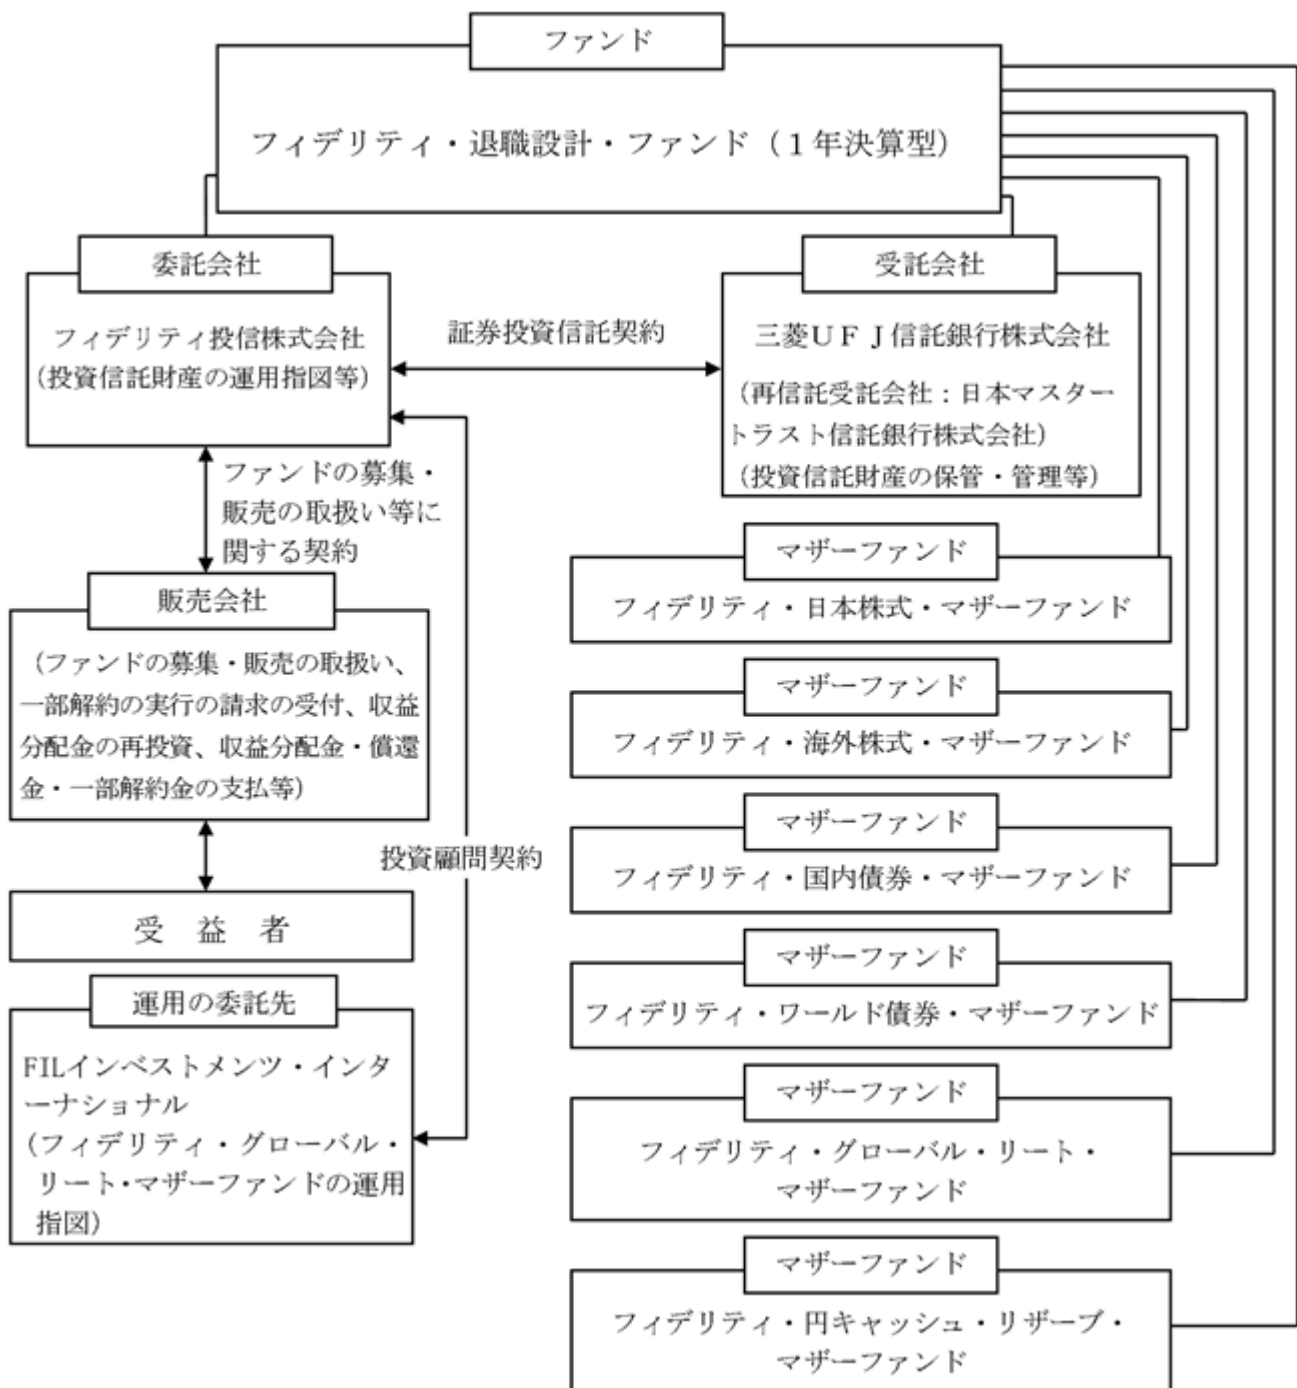 ファンド
フィデリティ・退職設計・ファンド（１年決算型）
委託会社
フィデリティ投信株式会社
（投資信託財産の運用指図等）
証券投資信託契約
受託会社
三菱ＵＦＪ信託銀行株式会社
（再信託受託会社：日本マスター
トラスト信託銀行株式会社）
（投資信託財産の保管・管理等）
ファンドの募集・
販売の取扱い等に
関する契約
販売会社
（ファンドの募集・販売の取扱い、
一部解約の実行の請求の受付、収益
分配金の再投資、収益分配金・償還
金・一部解約金の支払等）
投資顧問契約
受　益　者
運用の委託先
FILインベストメンツ・インタ
ーナショナル
（フィデリティ・グローバル・
リート・マザーファンドの運用
指図）
マザーファンド
フィデリティ・日本株式・マザーファンド
マザーファンド
フィデリティ・海外株式・マザーファンド
マザーファンド
フィデリティ・国内債券・マザーファンド
マザーファンド
フィデリティ・ワールド債券・マザーファンド
マザーファンド
フィデリティ・グローバル・リート・
マザーファンド
マザーファンド
フィデリティ・円キャッシュ・リザーブ・
マザーファンド